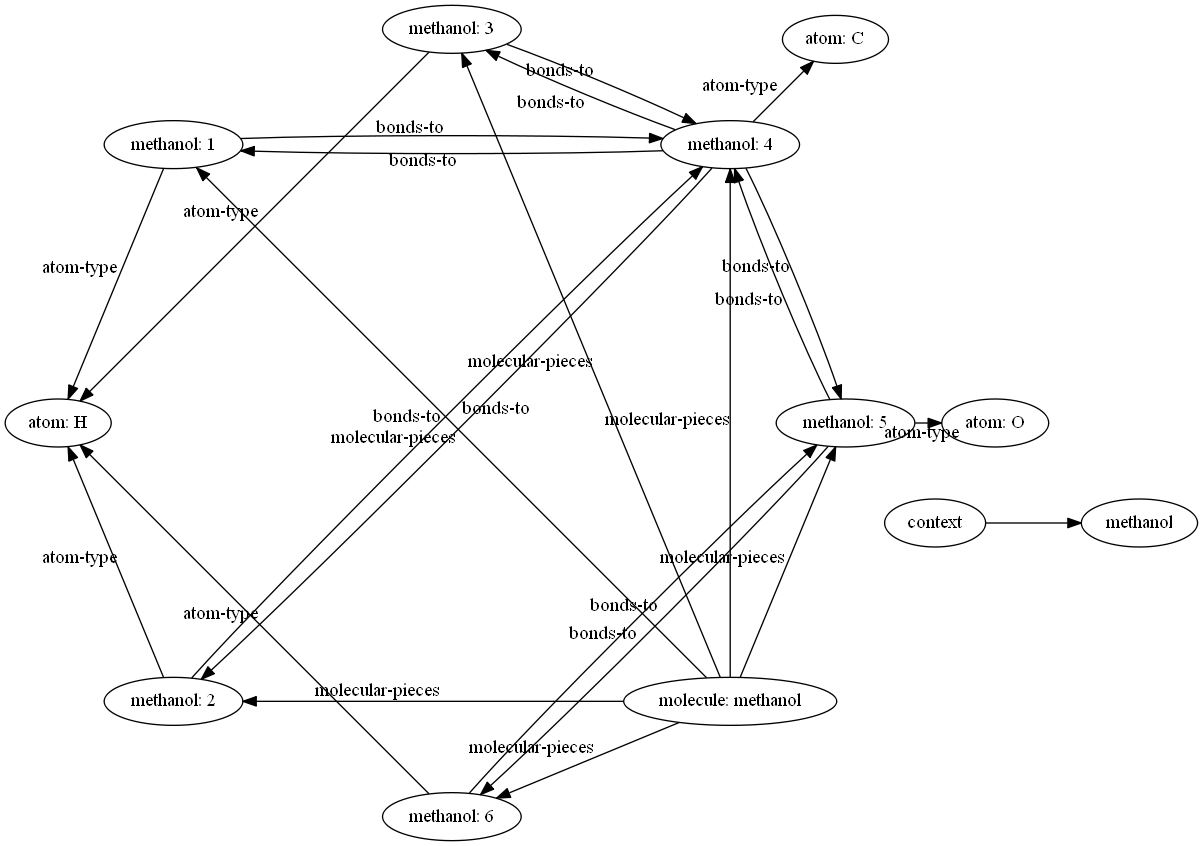 methanol: 3
atom: C
bonds-to
atom-type
bonds-to
bonds-to
methanol: 1
methanol: 4
bonds-to
atom-type
atom-type
bonds-to
bonds-to
molecular-pieces
bonds-to
bonds-to
molecular-pieces
molecular-pieces
atom: H
methanol: 5
atom-type
atom: O
context
methanol
atom-type
molecular-pieces
bonds-to
atom-type
bonds-to
molecular-pieces
methanol: 2
molecule: methanol
molecular-pieces
methanol: 6